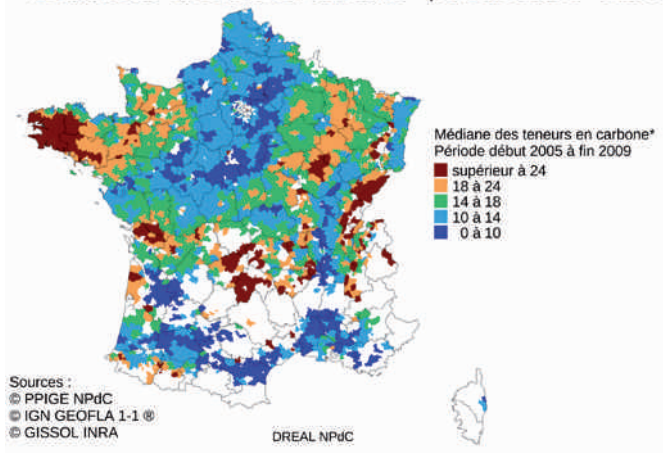 Médiane des teneurs en carbone*
Période début 2005 à fin 2009
supérieur à 24
18 à 24
14 à 18
10 à 14
0 à 10
Sources :
© PPIGE NPdC
© IGN GEOFLA 1-1 ®
© GISSOL INRA
DREAL NPdC